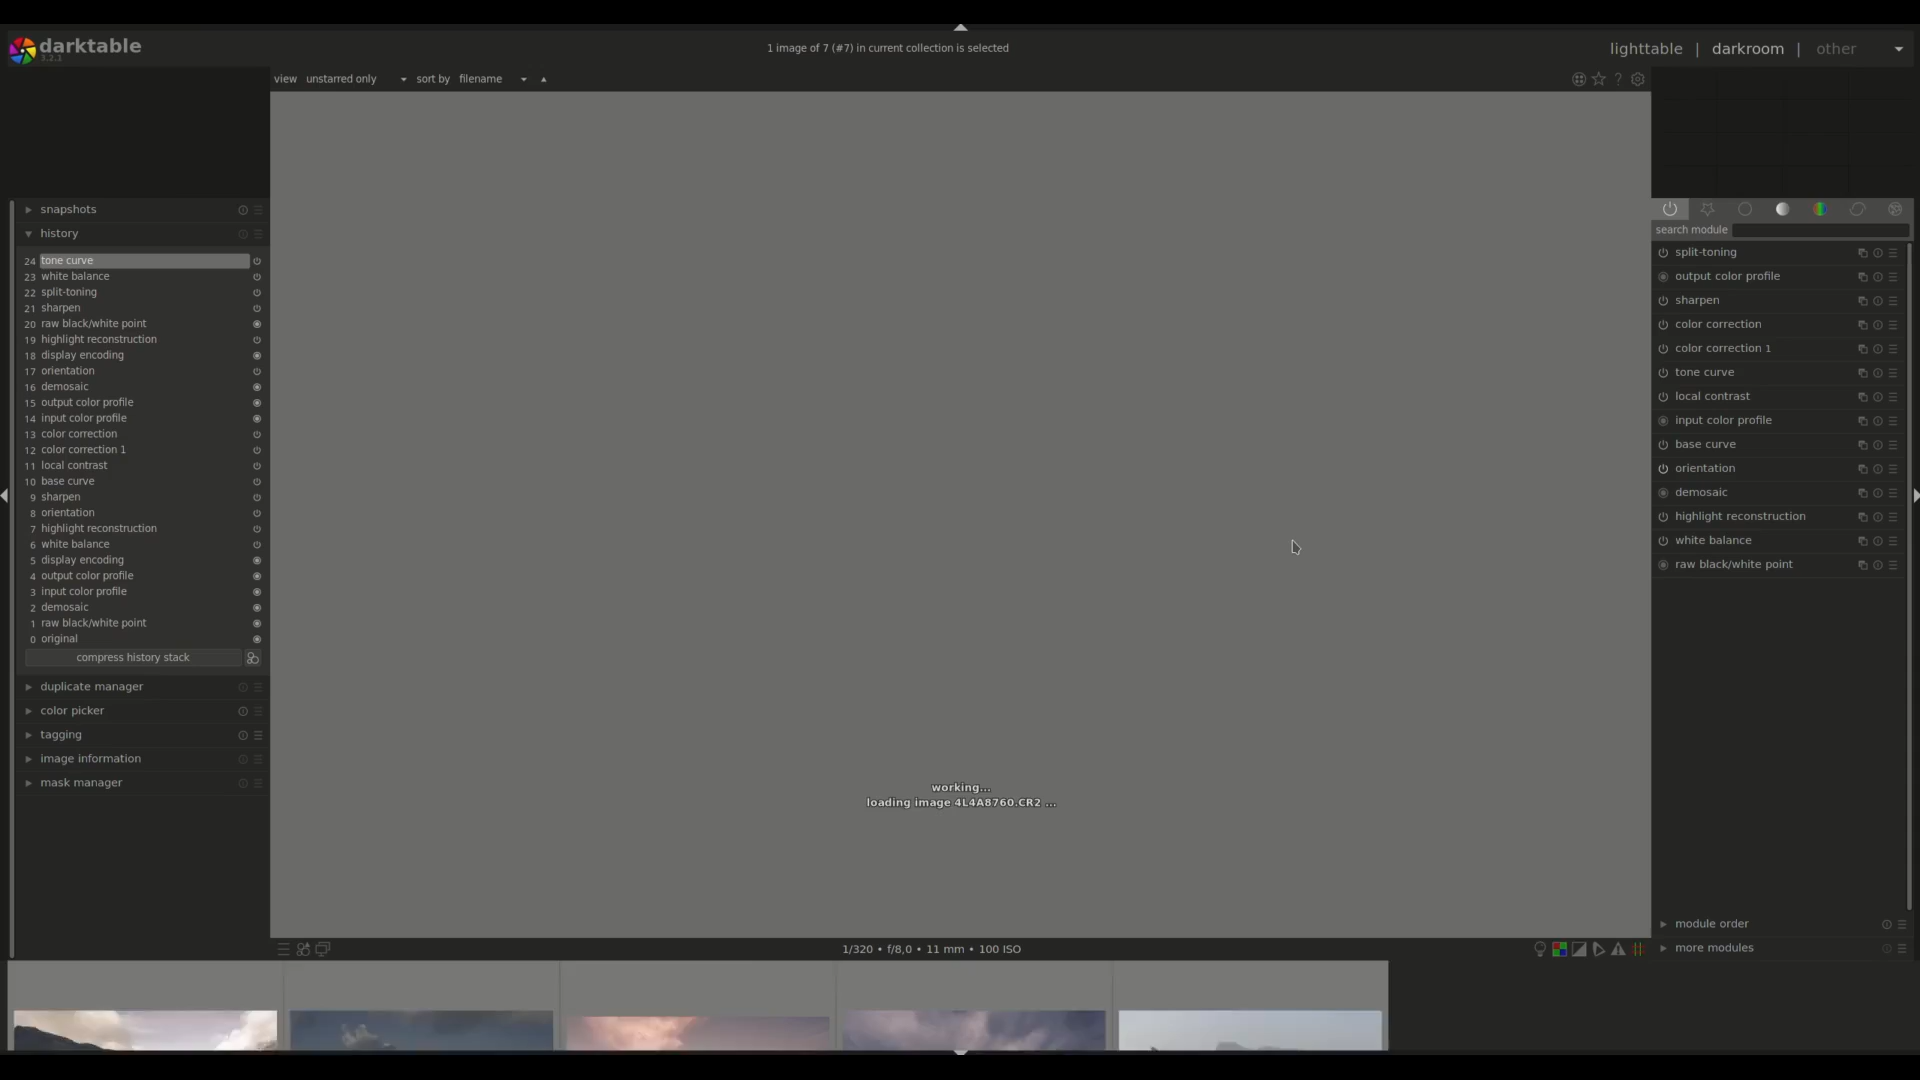 darktable
3.2.1
1 image of 7 (#7) in current collection is selected
lighttable | darkroom | other
view unstarred only sort by filename
snapshots
history
24 tone curve
23 white balance
22 split-toning
21 sharpen
20 raw black/white point
19 highlight reconstruction
18 display encoding
17 orientation
16 demosaic
15 output color profile
14 input color profile
13 color correction
12 color correction 1
11 local contrast
10 base curve
9 sharpen
8 orientation
7 highlight reconstruction
6 white balance
5 display encoding
4 output color profile
3 input color profile
2 demosaic
1 raw black/white point
0 original
compress history stack
duplicate manager
color picker
tagging
image information
mask manager
working...
loading image 4L4A8760.CR2 ...
1/320 • f/8,0 • 11 mm • 100 ISO
search module
split-toning
output color profile
sharpen
color correction
color correction 1
tone curve
local contrast
input color profile
base curve
orientation
demosaic
highlight reconstruction
white balance
raw black/white point
module order
more modules